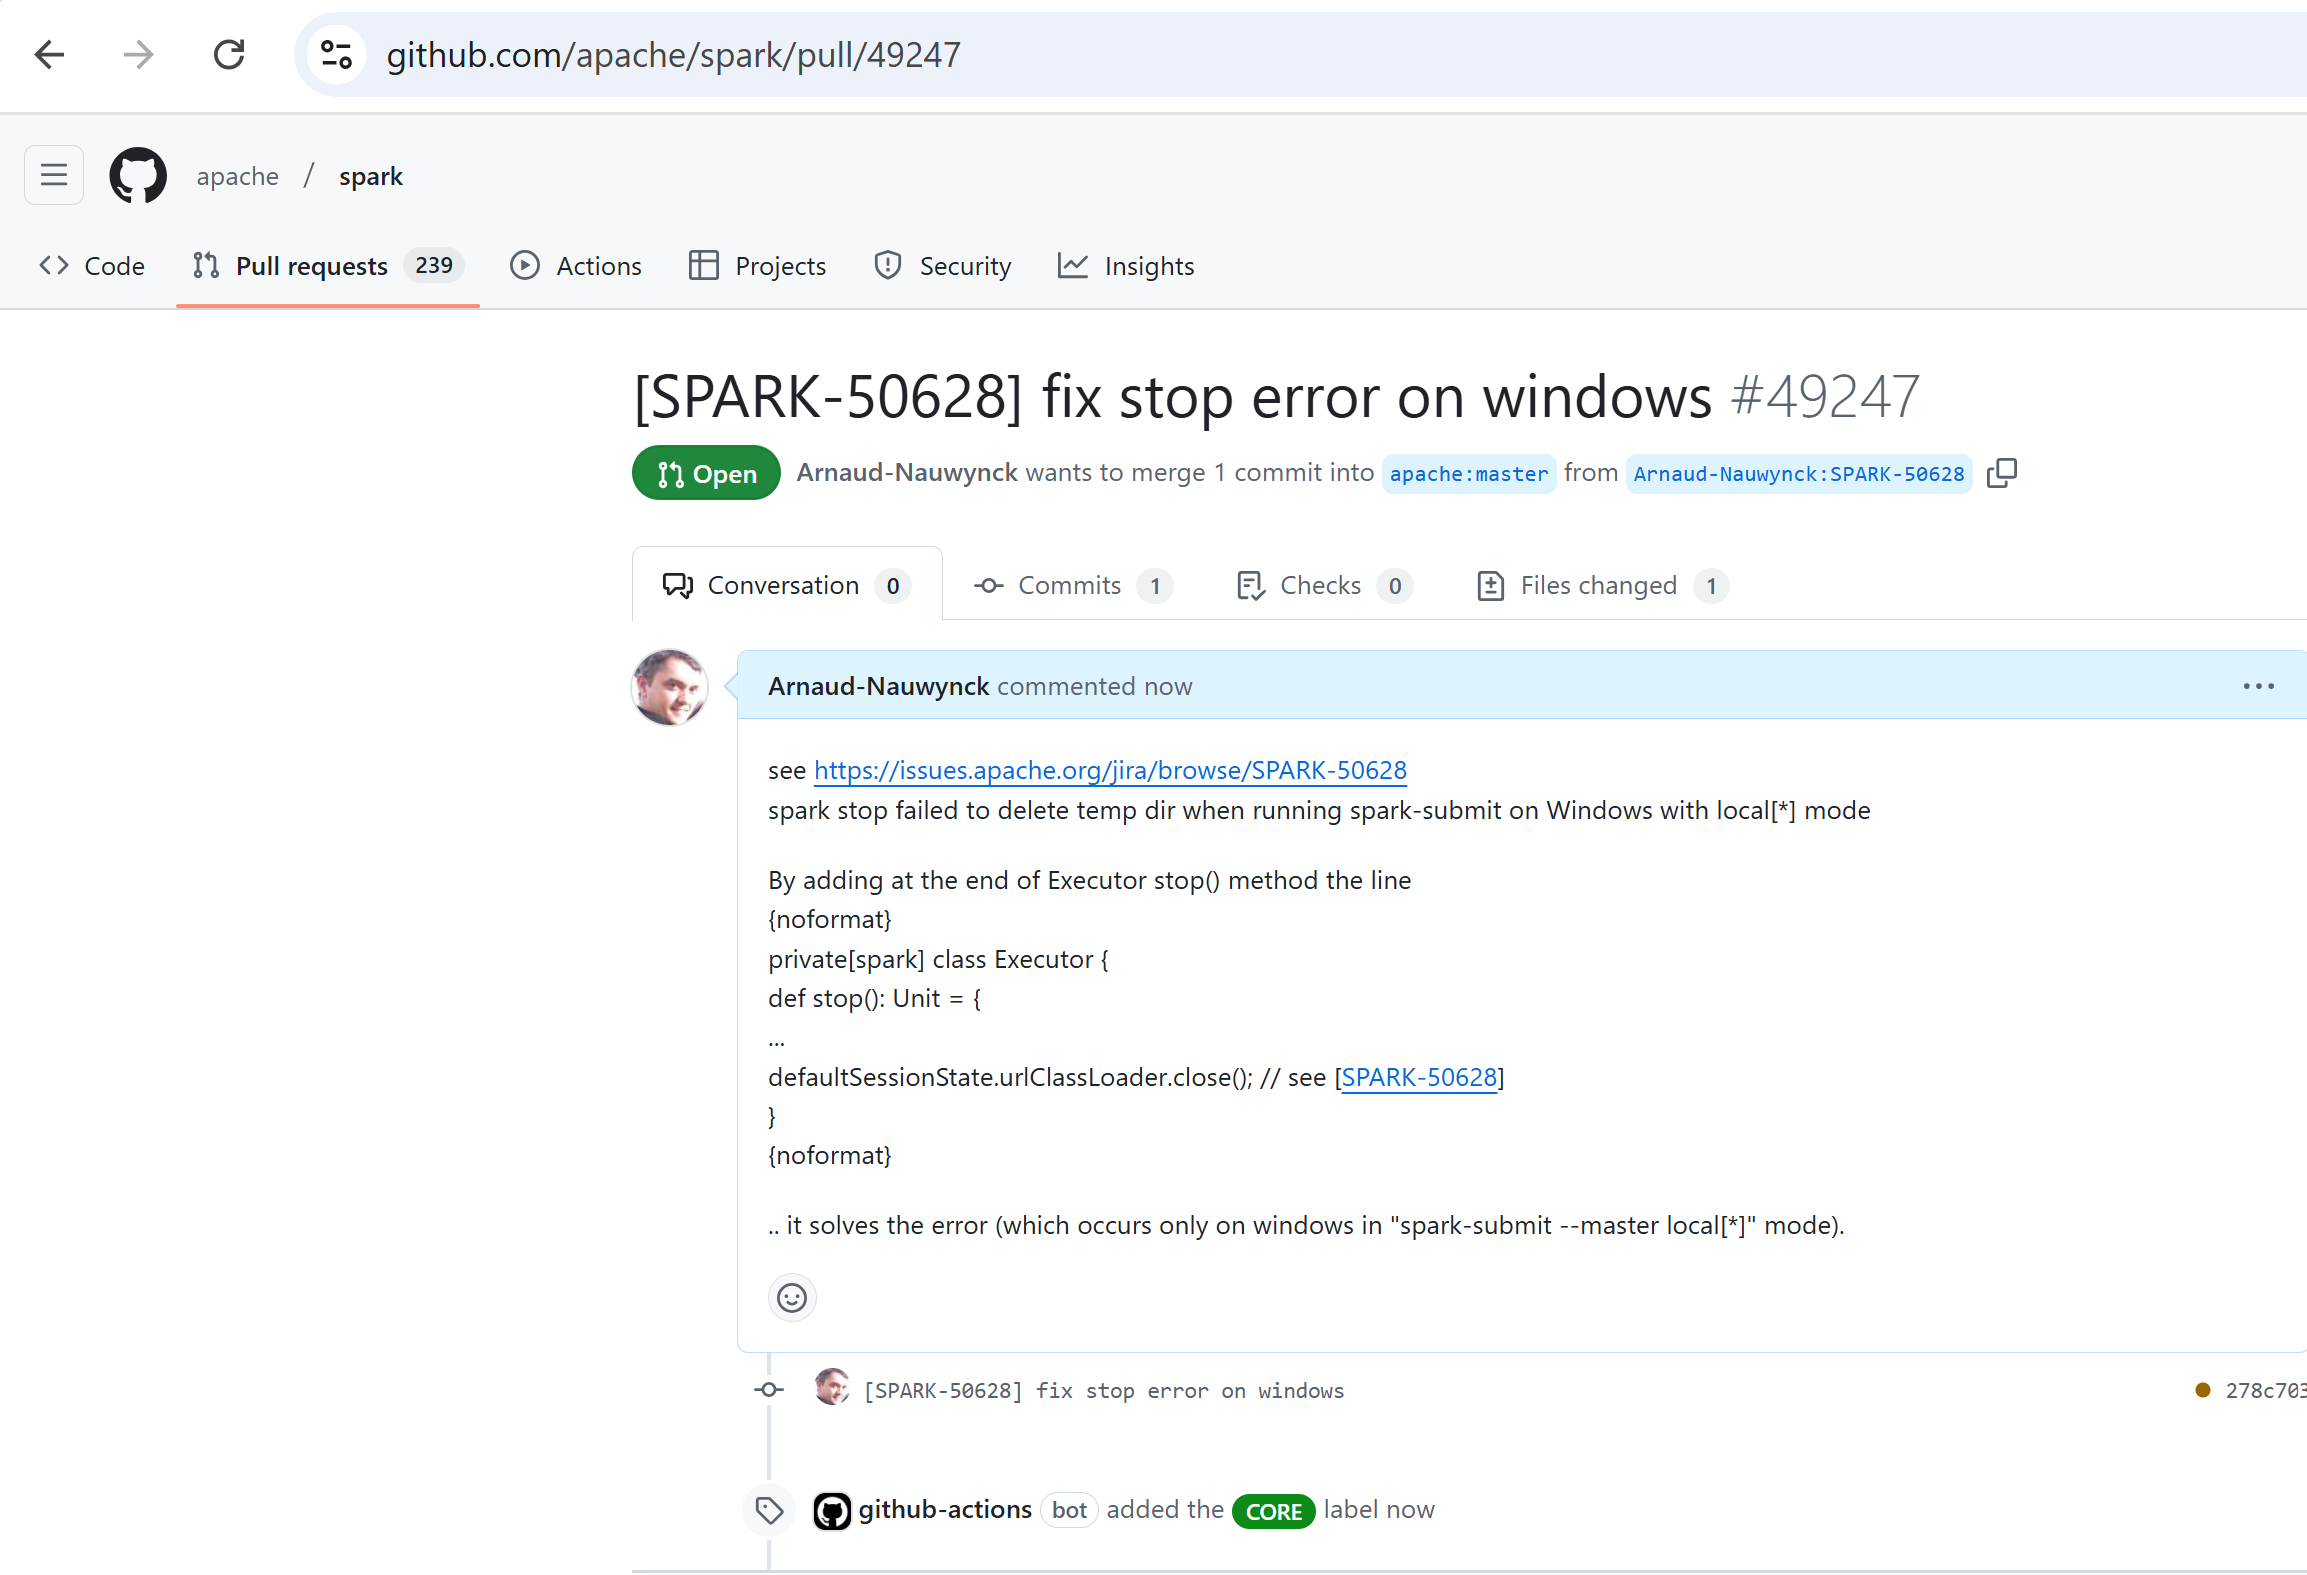 github.com/apache/spark/pull/49247
apache / spark
Code Pull requests 239 Actions Projects Security Insights
[SPARK-50628] fix stop error on windows #49247
Open Arnaud-Nauwynck wants to merge 1 commit into apache:master from Arnaud-Nauwynck:SPARK-50628
Conversation 0 Commits 1 Checks 0 Files changed 1
Arnaud-Nauwynck commented now
see https://issues.apache.org/jira/browse/SPARK-50628
spark stop failed to delete temp dir when running spark-submit on Windows with local[*] mode
By adding at the end of Executor stop() method the line
{noformat}
private[spark] class Executor {
def stop(): Unit = {
...
defaultSessionState.urlClassLoader.close(); // see [SPARK-50628]
}
{noformat}
.. it solves the error (which occurs only on windows in "spark-submit --master local[*]" mode).
[SPARK-50628] fix stop error on windows 278c703
github-actions bot added the CORE label now